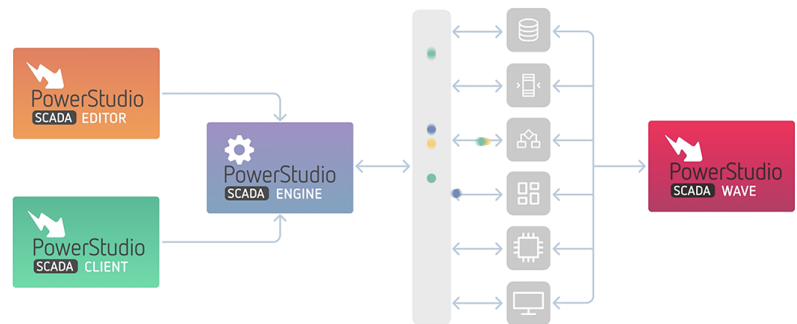 PowerStudio
SCADA EDITOR
PowerStudio
SCADA ENGINE
PowerStudio
SCADA CLIENT
PowerStudio
SCADA WAVE